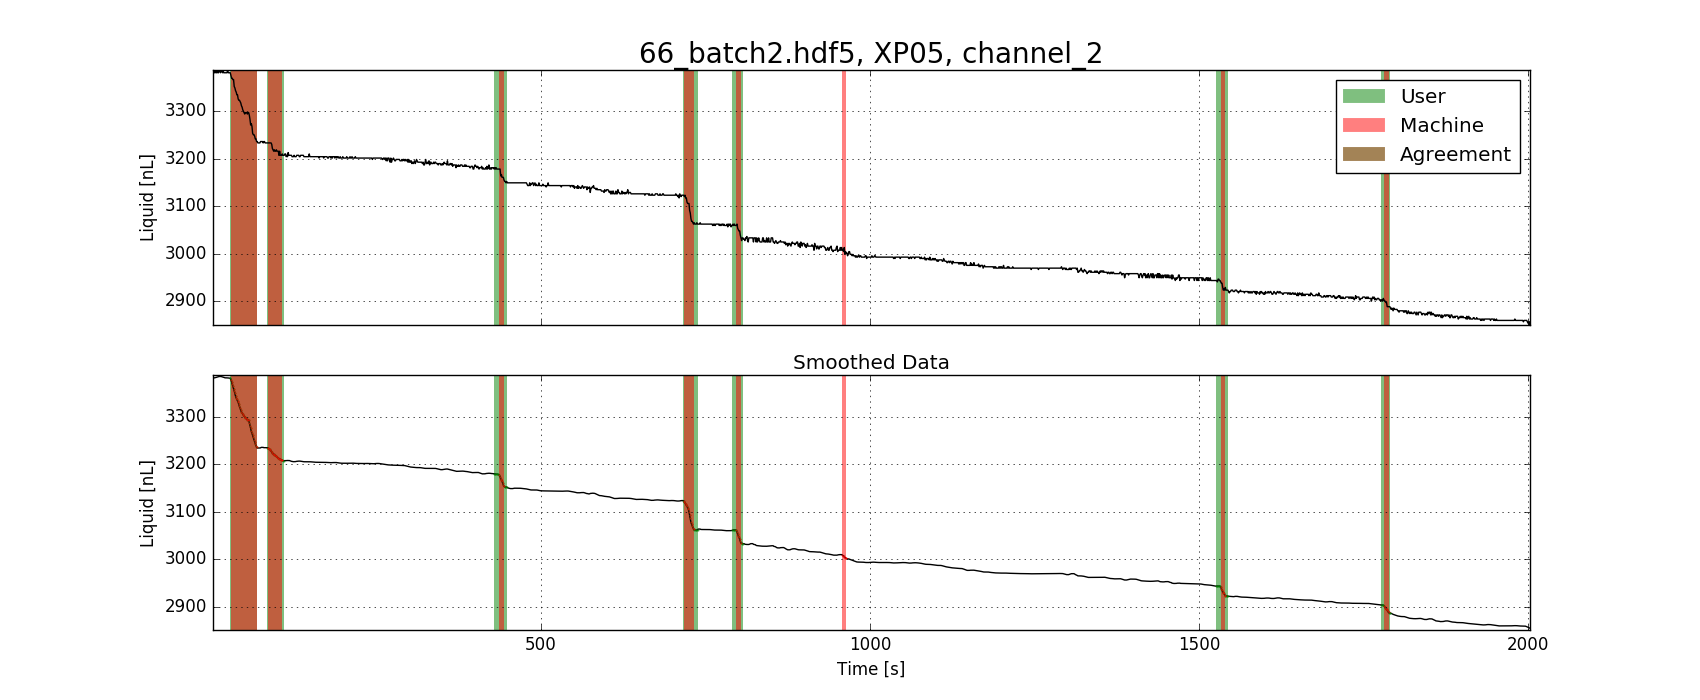 66_batch2.hdf5, XP05, channel_2
3300
3200
3100
3000
2900
Liquid [nL]
User
Machine
Agreement
Smoothed Data
3300
3200
3100
3000
2900
Liquid [nL]
500 1000 1500 2000
Time [s]